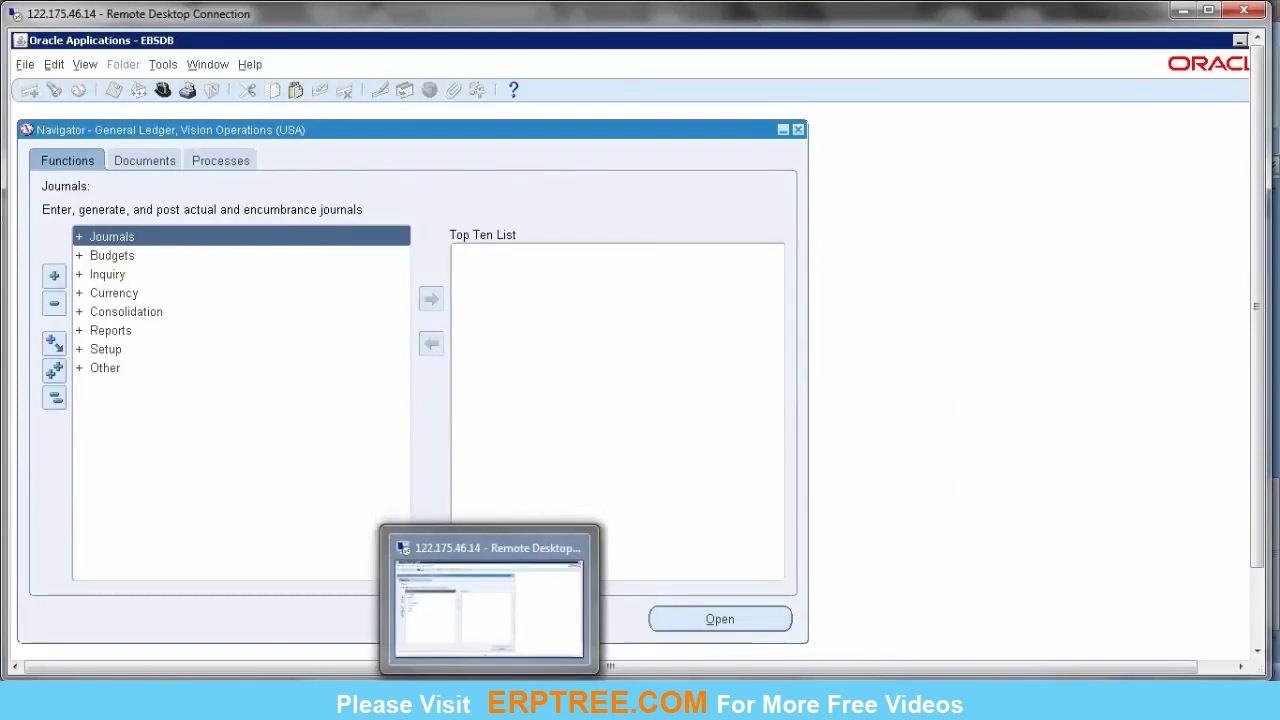 122.175.46.14 - Remote Desktop Connection
Oracle Applications - EBSDB
File Edit View Folder Tools Window Help
ORACL
Navigator - General Ledger, Vision Operations (USA)
Functions Documents Processes
Journals:
Enter, generate, and post actual and encumbrance journals
Top Ten List
+ Journals
+ Budgets
+ Inquiry
+ Currency
+ Consolidation
+ Reports
+ Setup
+ Other
122.175.46.14 - Remote Desktop...
Open
Please Visit ERPTREE.COM For More Free Videos